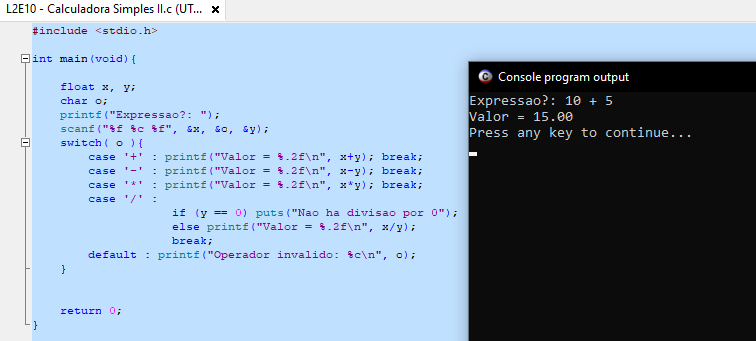 L2E10 - Calculadora Simples II.c (UT...
#include <stdio.h>
int main(void){
float x, y;
char o;
printf("Expressao?: ");
scanf("%f %c %f", &x, &o, &y);
switch( o ){
case '+' : printf("Valor = %.2f\n", x+y); break;
case '-' : printf("Valor = %.2f\n", x-y); break;
case '*' : printf("Valor = %.2f\n", x*y); break;
case '/' :
if (y == 0) puts("Nao ha divisao por 0");
else printf("Valor = %.2f\n", x/y);
break;
default : printf("Operador invalido: %c\n", o);
}
return 0;
}
Console program output
Expressao?: 10 + 5
Valor = 15.00
Press any key to continue...